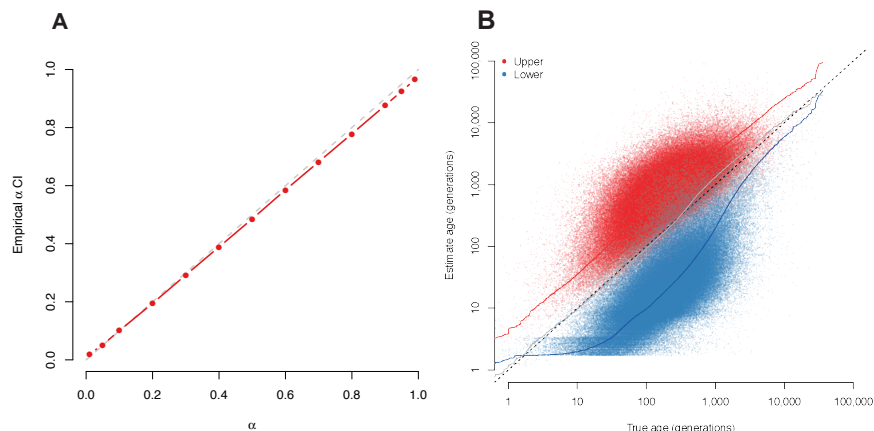 A
Empirical α CI
1.0
0.8
0.6
0.4
0.2
0.0
0.0 0.2 0.4 0.6 0.8 1.0
α
B
Upper
Lower
Estimate age (generations)
100,000
10,000
1,000
100
10
1
1 10 100 1,000 10,000 100,000
True age (generations)